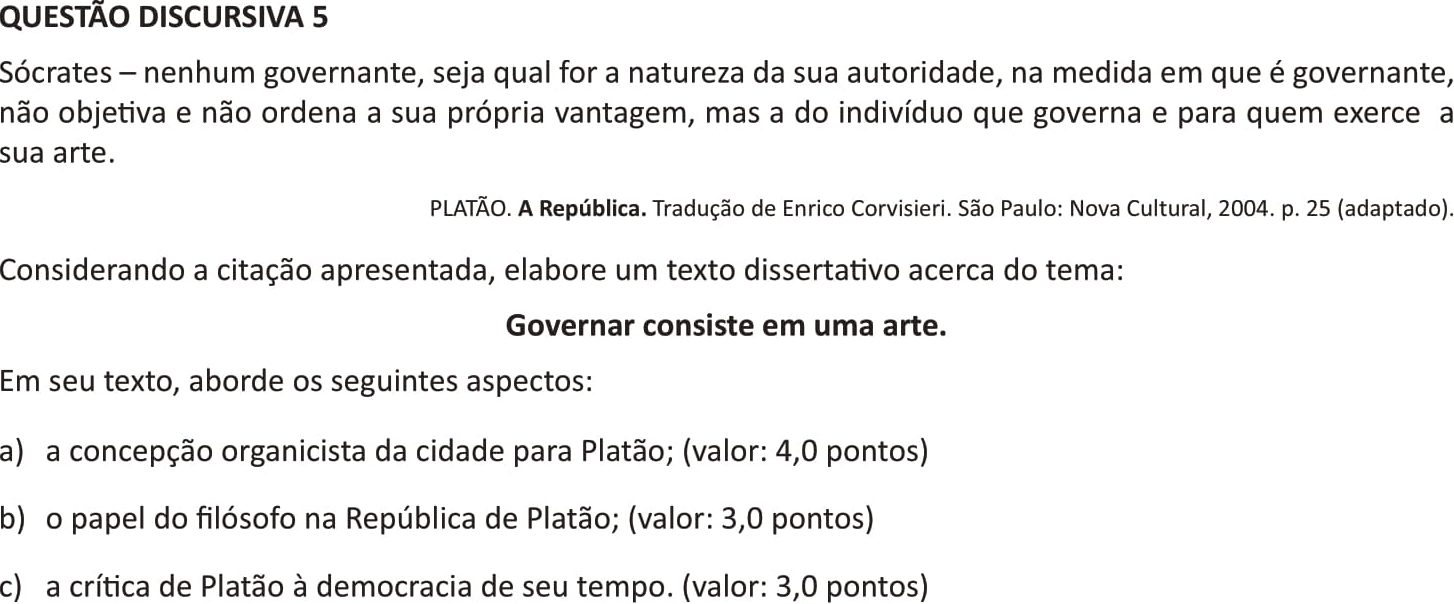 QUESTÃO DISCURSIVA 5
Sócrates – nenhum governante, seja qual for a natureza da sua autoridade, na medida em que é governante,
não objetiva e não ordena a sua própria vantagem, mas a do indivíduo que governa e para quem exerce a
sua arte.
PLATÃO. A República. Tradução de Enrico Corvisieri. São Paulo: Nova Cultural, 2004. p. 25 (adaptado).
Considerando a citação apresentada, elabore um texto dissertativo acerca do tema:
Governar consiste em uma arte.
Em seu texto, aborde os seguintes aspectos:
a) a concepção organicista da cidade para Platão; (valor: 4,0 pontos)
b) o papel do filósofo na República de Platão; (valor: 3,0 pontos)
c) a crítica de Platão à democracia de seu tempo. (valor: 3,0 pontos)